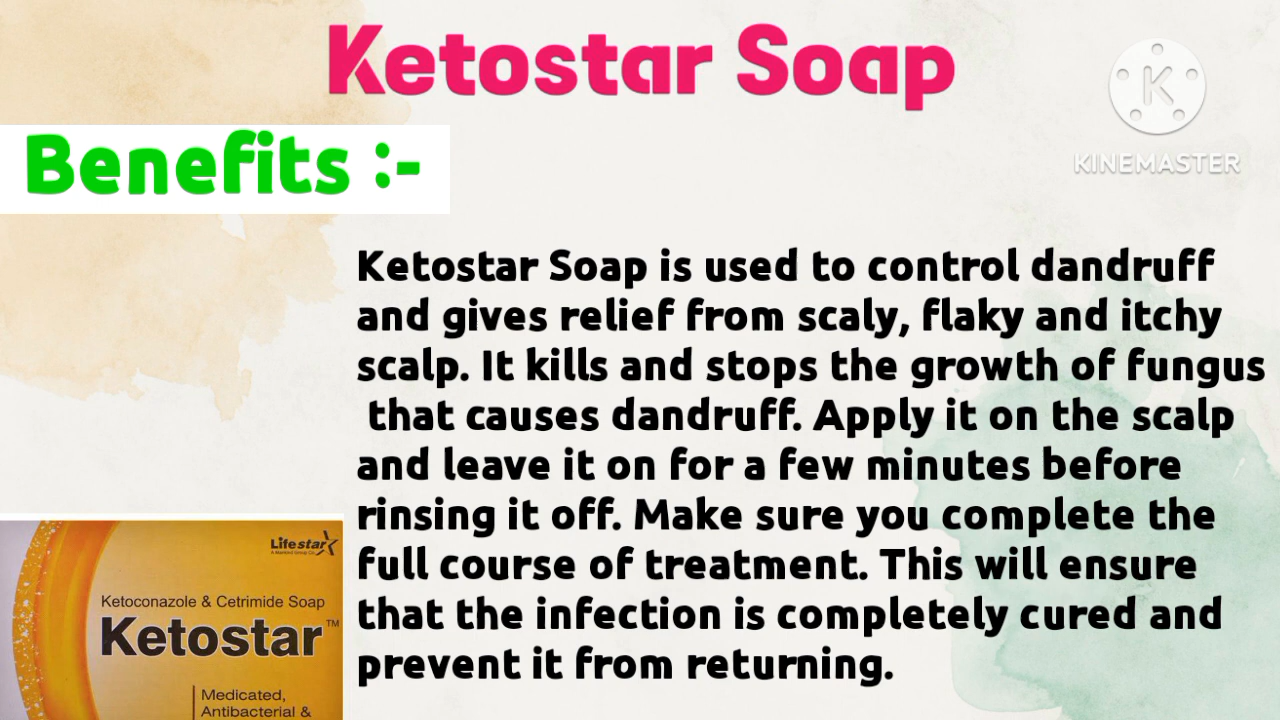 Ketostar Soap
K
KINEMASTER
Benefits :-
Ketostar Soap is used to control dandruff
and gives relief from scaly, flaky and itchy
scalp. It kills and stops the growth of fungus
that causes dandruff. Apply it on the scalp
and leave it on for a few minutes before
rinsing it off. Make sure you complete the
full course of treatment. This will ensure
that the infection is completely cured and
prevent it from returning.
Lifestar
A Mankind Group Co.
Ketoconazole & Cetrimide Soap
Ketostar™
Medicated,
Antibacterial &